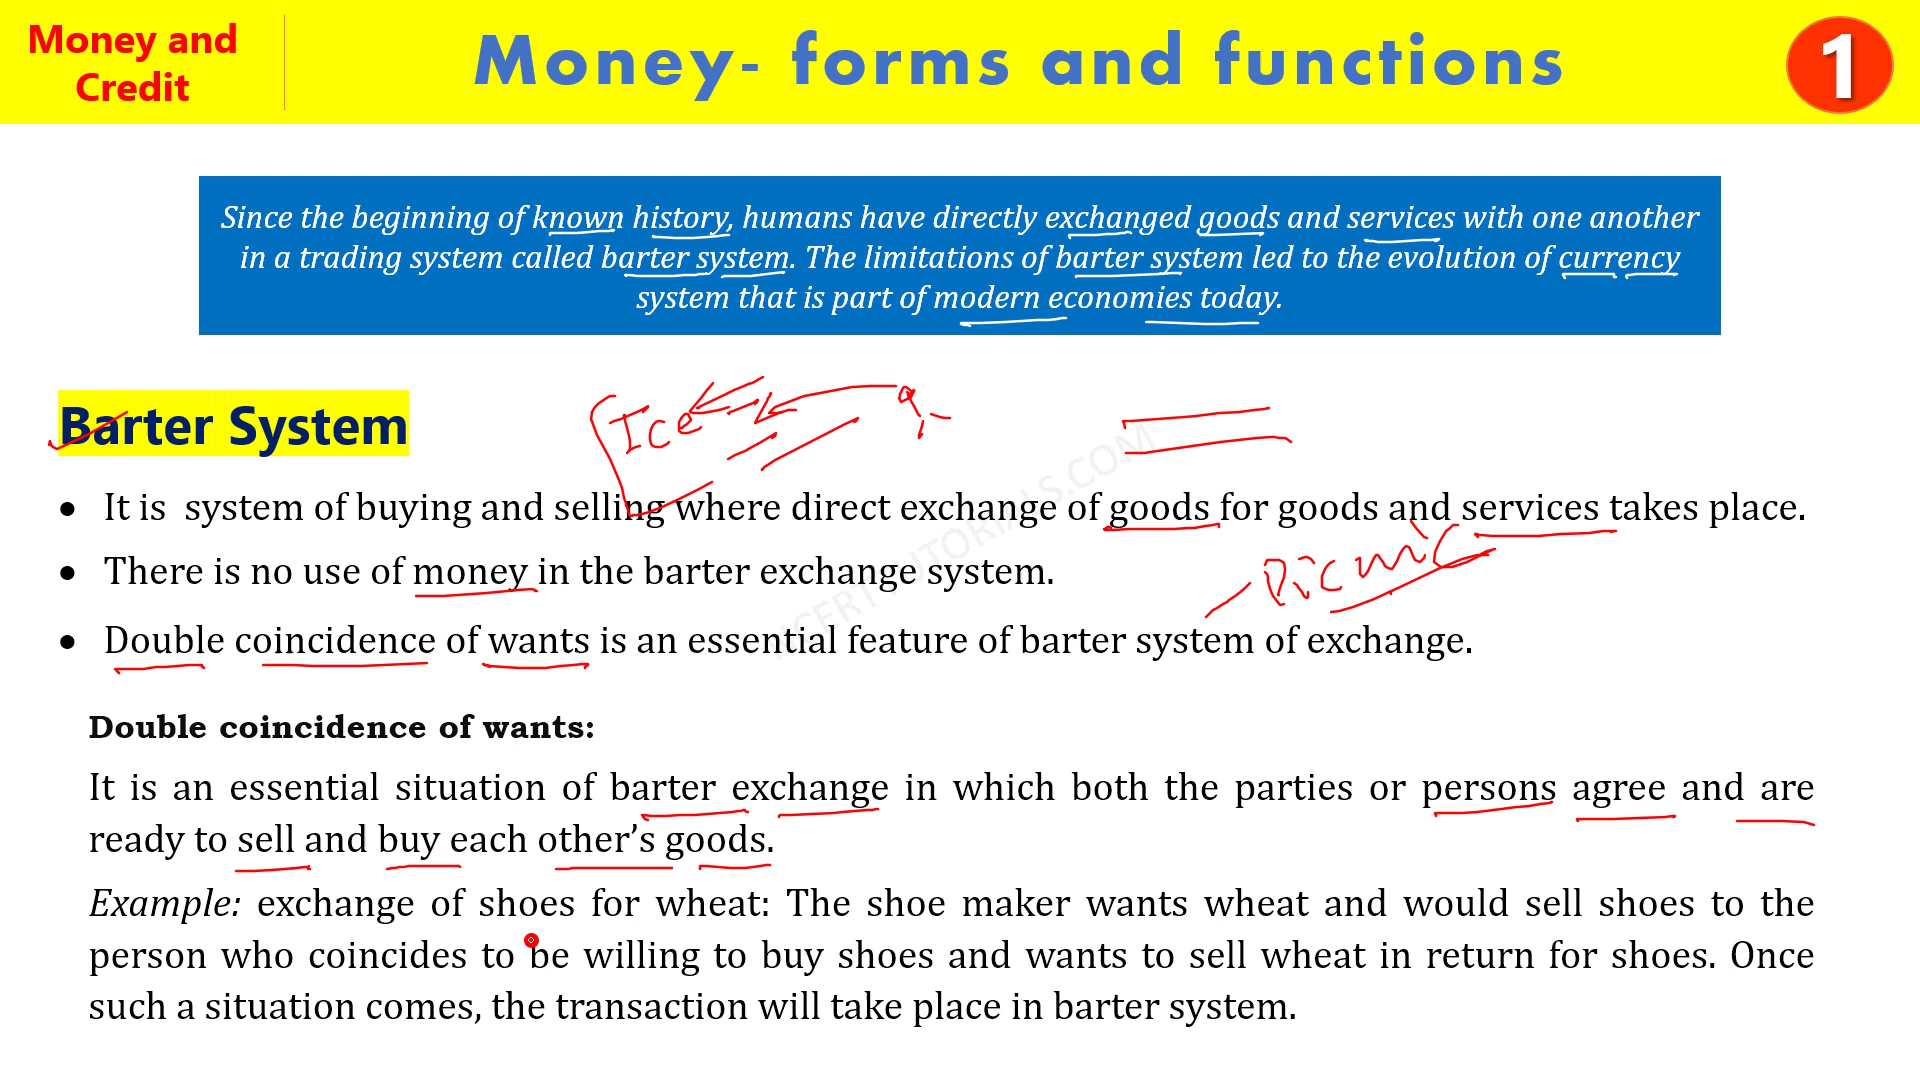 Money and
Credit
Money- forms and functions
1
Since the beginning of known history, humans have directly exchanged goods and services with one another
in a trading system called barter system. The limitations of barter system led to the evolution of currency
system that is part of modern economies today.
Barter System
Ice
• It is system of buying and selling where direct exchange of goods for goods and services takes place.
• There is no use of money in the barter exchange system.
Picnic
• Double coincidence of wants is an essential feature of barter system of exchange.
Double coincidence of wants:
It is an essential situation of barter exchange in which both the parties or persons agree and are
ready to sell and buy each other’s goods.
Example: exchange of shoes for wheat: The shoe maker wants wheat and would sell shoes to the
person who coincides to be willing to buy shoes and wants to sell wheat in return for shoes. Once
such a situation comes, the transaction will take place in barter system.